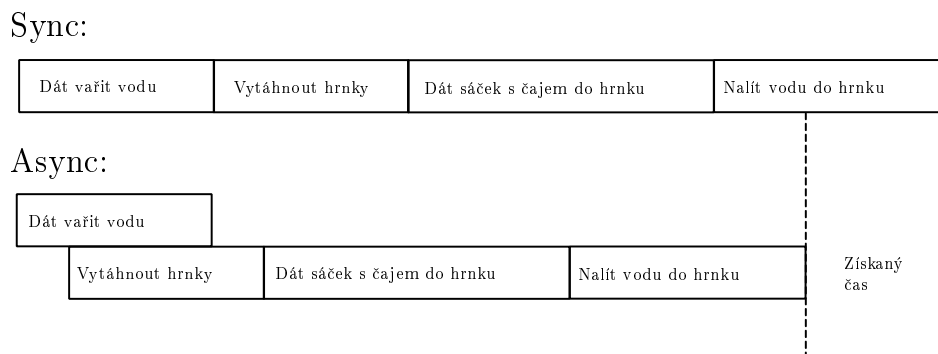 Sync:
Dát vařit vodu
Vytáhnout hrnky
Dát sáček s čajem do hrnku
Nalít vodu do hrnku
Async:
Dát vařit vodu
Vytáhnout hrnky
Dát sáček s čajem do hrnku
Nalít vodu do hrnku
Získaný
čas